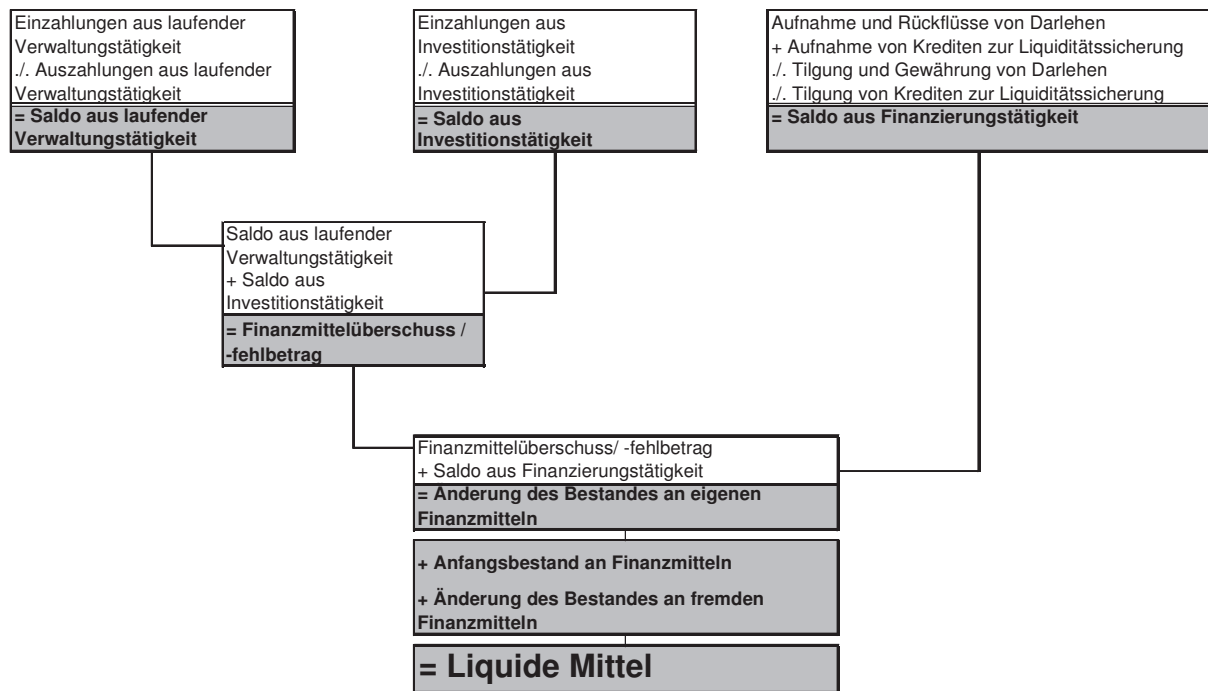 Einzahlungen aus laufender
Verwaltungstätigkeit
./. Auszahlungen aus laufender
Verwaltungstätigkeit
= Saldo aus laufender
Verwaltungstätigkeit
Einzahlungen aus
Investitionstätigkeit
./. Auszahlungen aus
Investitionstätigkeit
= Saldo aus
Investitionstätigkeit
Aufnahme und Rückflüsse von Darlehen
+ Aufnahme von Krediten zur Liquiditätssicherung
./. Tilgung und Gewährung von Darlehen
./. Tilgung von Krediten zur Liquiditätssicherung
= Saldo aus Finanzierungstätigkeit
Saldo aus laufender
Verwaltungstätigkeit
+ Saldo aus
Investitionstätigkeit
= Finanzmittelüberschuss /
-fehlbetrag
Finanzmittelüberschuss/ -fehlbetrag
+ Saldo aus Finanzierungstätigkeit
= Änderung des Bestandes an eigenen
Finanzmitteln
+ Anfangsbestand an Finanzmitteln
+ Änderung des Bestandes an fremden
Finanzmitteln
= Liquide Mittel